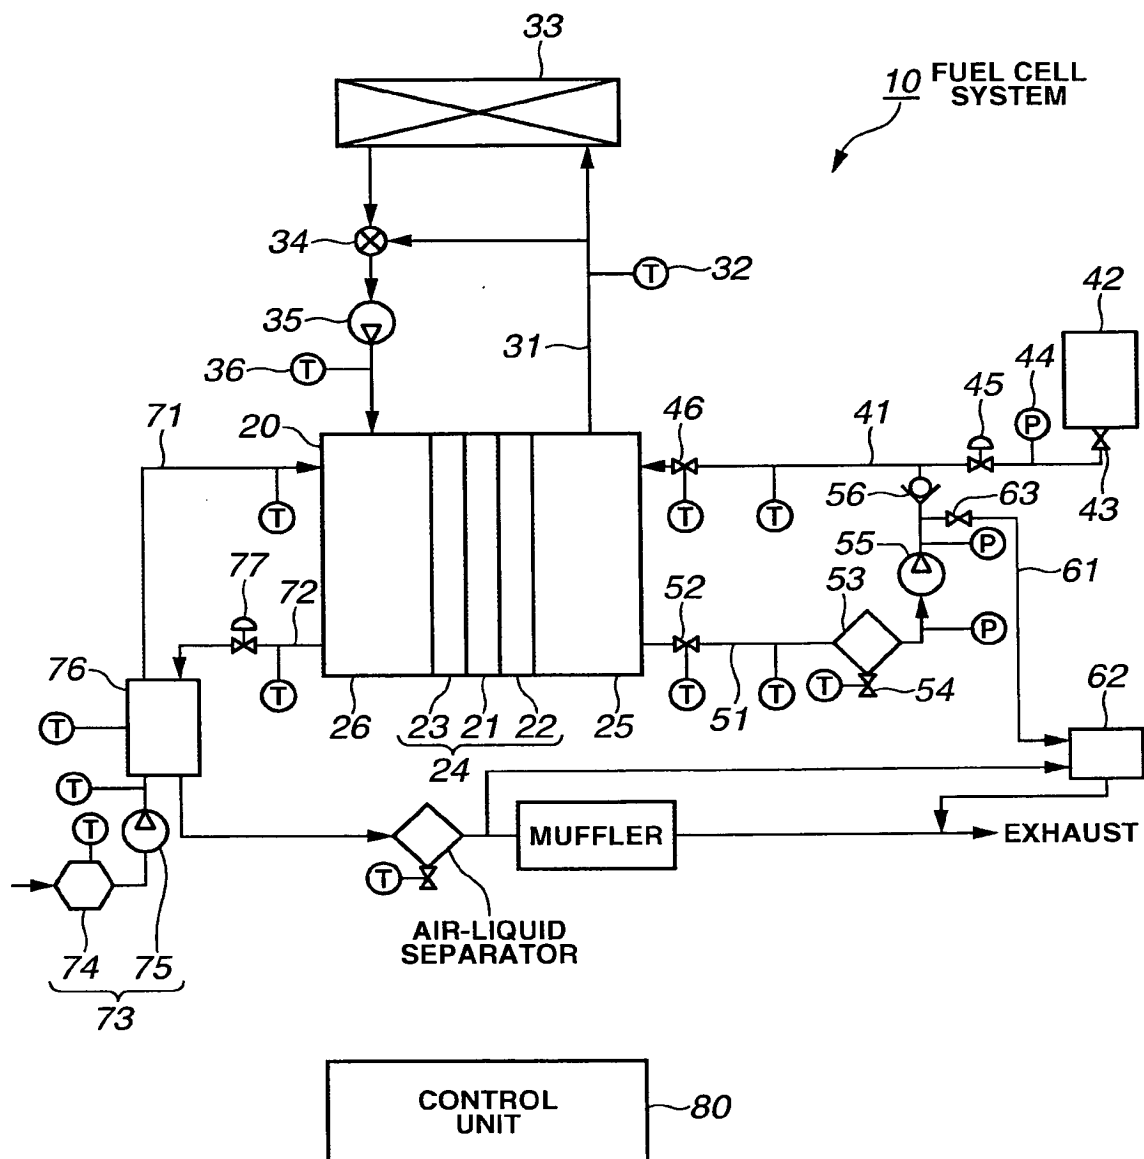 33
10 FUEL CELL
SYSTEM
34
T 32
42
35
44
31
36 T
45
71
20
46
41
P
56
63
43
T
T
T
55
P
77
72
53
61
52
P
76
T
T
T
T
54
62
T
26
23 21 22
25
51
24
T
T
MUFFLER
EXHAUST
T
AIR-LIQUID
SEPARATOR
74 75
73
CONTROL
UNIT
80